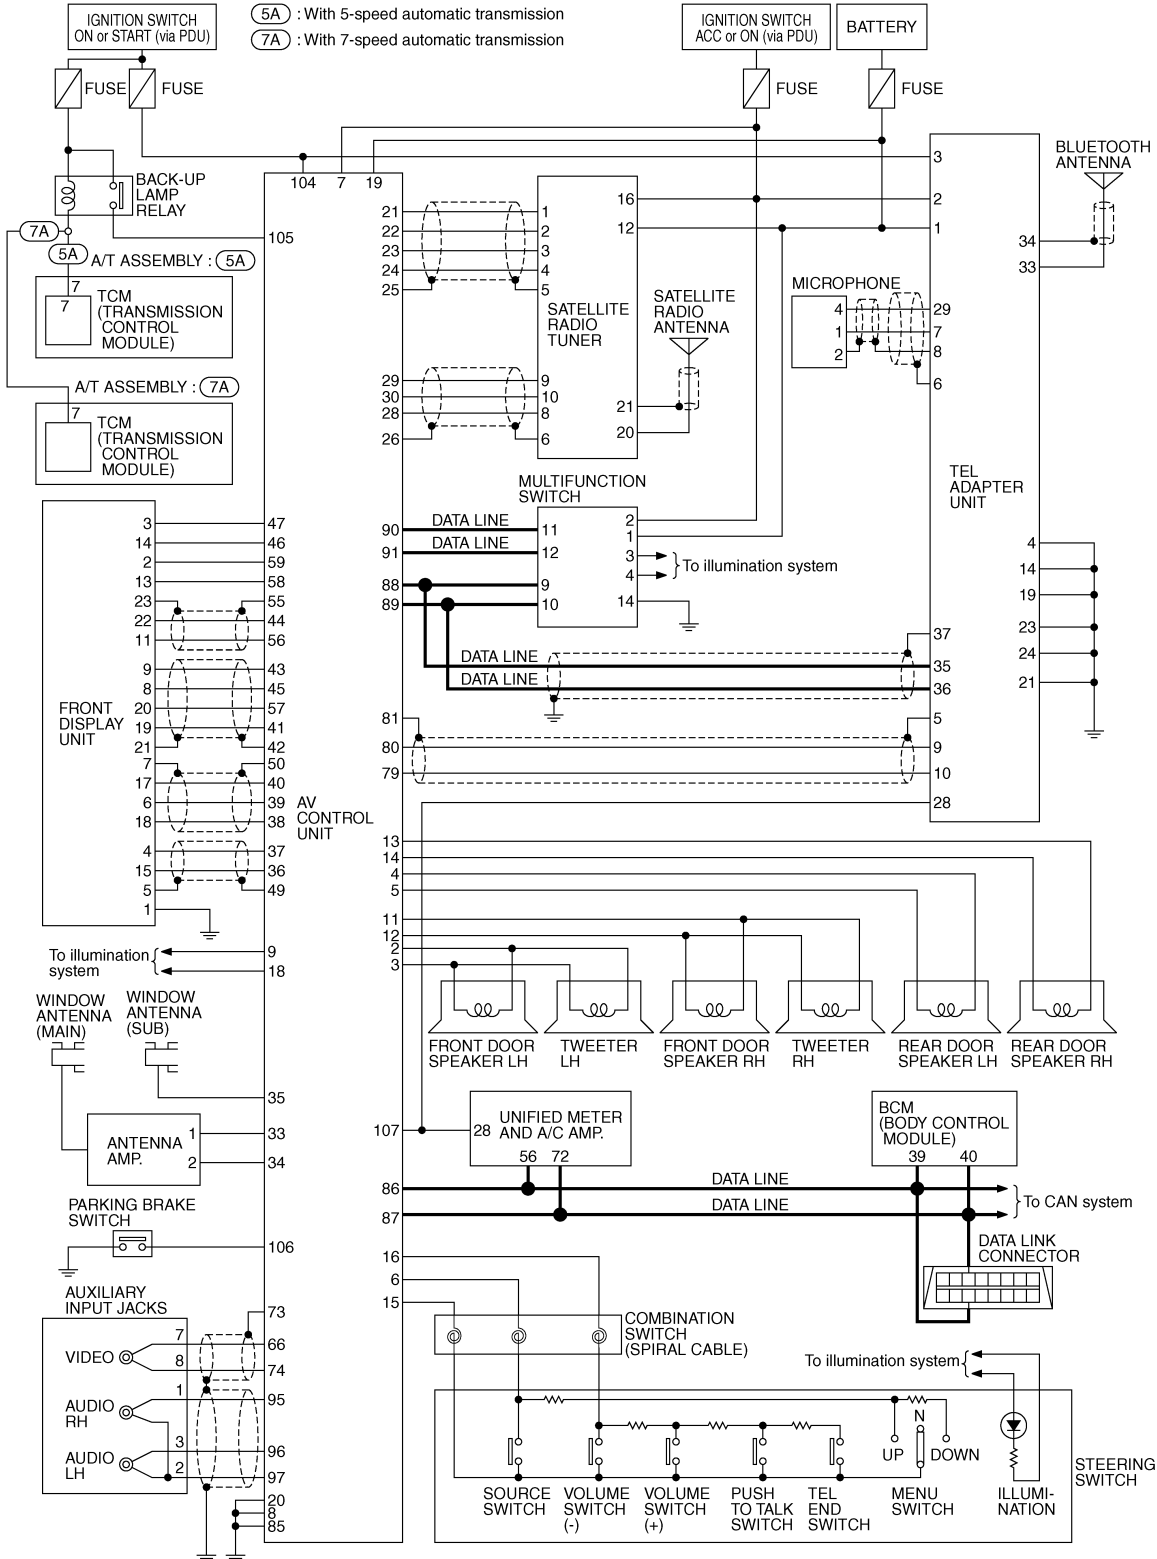 IGNITION SWITCH
ON or START (via PDU)
5A : With 5-speed automatic transmission
7A : With 7-speed automatic transmission
IGNITION SWITCH
ACC or ON (via PDU)
BATTERY
FUSE
FUSE
FUSE
FUSE
BACK-UP
LAMP
RELAY
7A
5A
A/T ASSEMBLY : 5A
7
7
TCM
(TRANSMISSION
CONTROL
MODULE)
A/T ASSEMBLY : 7A
7
TCM
(TRANSMISSION
CONTROL
MODULE)
104 7 19
105
21
22
23
24
25
29
30
28
26
1
2
3
4
5
SATELLITE
RADIO
TUNER
9
10
8
6
16
12
21
20
SATELLITE
RADIO
ANTENNA
3
2
1
BLUETOOTH
ANTENNA
34
33
MICROPHONE
4
1
2
29
7
8
6
TEL
ADAPTER
UNIT
MULTIFUNCTION
SWITCH
90 DATA LINE 11
91 DATA LINE 12
88 9
89 10
2
1
3
4
To illumination system
14
4
14
19
23
24
21
37
DATA LINE 35
DATA LINE 36
81 5
80 9
79 10
28
FRONT
DISPLAY
UNIT
3 47
14 46
2 59
13 58
23 55
22 44
11 56
9 43
8 45
20 57
19 41
21 42
7 50
17 40
6 39
18 38
4 37
15 36
5 49
1
AV
CONTROL
UNIT
13
14
4
5
11
12
2
3
To illumination
system
9
18
WINDOW
ANTENNA
(MAIN)
WINDOW
ANTENNA
(SUB)
FRONT DOOR
SPEAKER LH
TWEETER
LH
FRONT DOOR
SPEAKER RH
TWEETER
RH
REAR DOOR
SPEAKER LH
REAR DOOR
SPEAKER RH
35
ANTENNA
AMP.
1 33
2 34
107
28
UNIFIED METER
AND A/C AMP.
56 72
BCM
(BODY CONTROL
MODULE)
39 40
86 DATA LINE
87 DATA LINE
To CAN system
DATA LINK
CONNECTOR
PARKING BRAKE
SWITCH
106
16
6
15
COMBINATION
SWITCH
(SPIRAL CABLE)
AUXILIARY
INPUT JACKS
73
VIDEO
7 66
8 74
AUDIO
RH
1 95
AUDIO
LH
3 96
2 97
20
8
85
To illumination system
N
UP DOWN
SOURCE
SWITCH
VOLUME
SWITCH
(-)
VOLUME
SWITCH
(+)
PUSH
TO TALK
SWITCH
TEL
END
SWITCH
MENU
SWITCH
ILLUMI-
NATION
STEERING
SWITCH